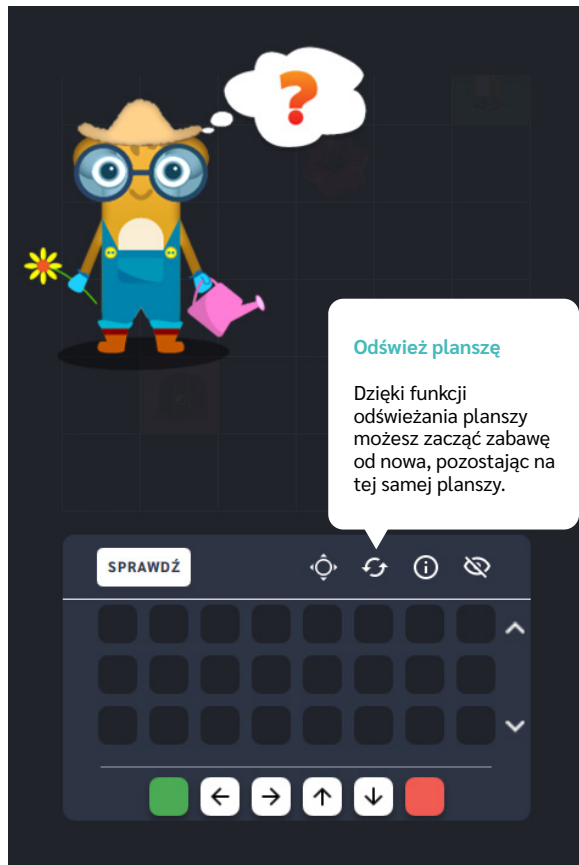 ?
Odśwież planszę
Dzięki funkcji
odświeżania planszy
możesz zacząć zabawę
od nowa, pozostając na
tej samej planszy.
SPRAWDŹ